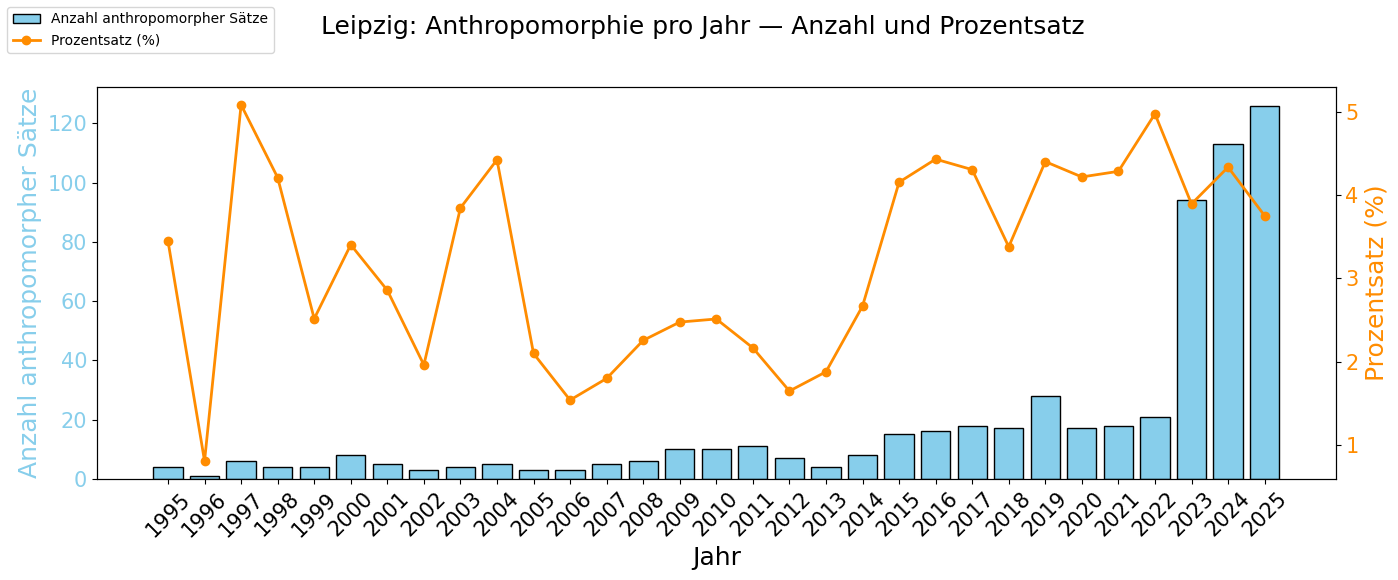 Leipzig: Anthropomorphie pro Jahr — Anzahl und Prozentsatz
Anzahl anthropomorpher Sätze
Prozentsatz (%)
Anzahl anthropomorpher Sätze
120
100
80
60
40
20
0
5
4
3
2
1
Prozentsatz (%)
1995 1996 1997 1998 1999 2000 2001 2002 2003 2004 2005 2006 2007 2008 2009 2010 2011 2012 2013 2014 2015 2016 2017 2018 2019 2020 2021 2022 2023 2024 2025
Jahr